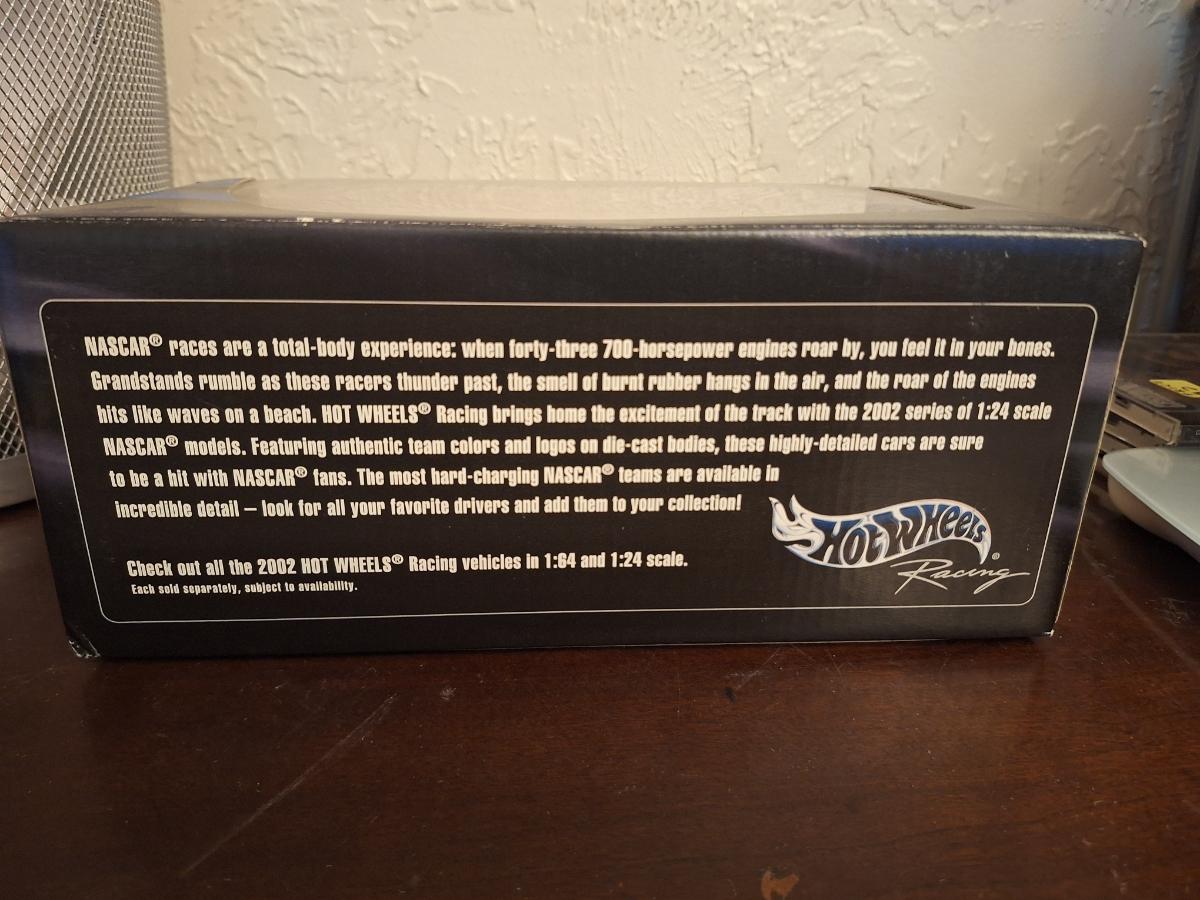 NASCAR® races are a total-body experience: when forty-three 700-horsepower engines roar by, you feel it in your bones.
Grandstands rumble as these racers thunder past, the smell of burnt rubber hangs in the air, and the roar of the engines
hits like waves on a beach. HOT WHEELS® Racing brings home the excitement of the track with the 2002 series of 1:24 scale
NASCAR® models. Featuring authentic team colors and logos on die-cast bodies, these highly-detailed cars are sure
to be a hit with NASCAR® fans. The most hard-charging NASCAR® teams are available in
incredible detail – look for all your favorite drivers and add them to your collection!
Check out all the 2002 HOT WHEELS® Racing vehicles in 1:64 and 1:24 scale.
Each sold separately, subject to availability.
HOT WHEELS®
Racing